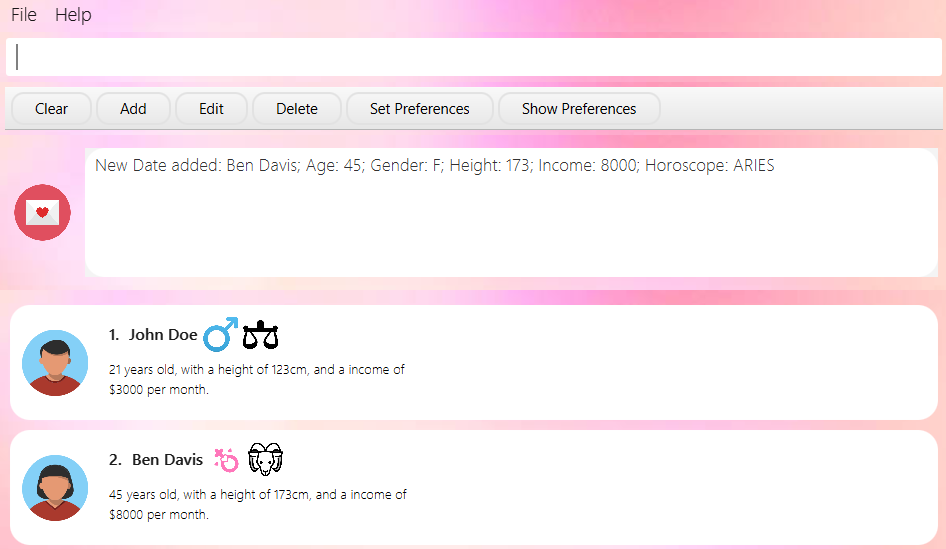 File Help
Clear Add Edit Delete Set Preferences Show Preferences
New Date added: Ben Davis; Age: 45; Gender: F; Height: 173; Income: 8000; Horoscope: ARIES
1. John Doe
21 years old, with a height of 123cm, and a income of
$3000 per month.
2. Ben Davis
45 years old, with a height of 173cm, and a income of
$8000 per month.